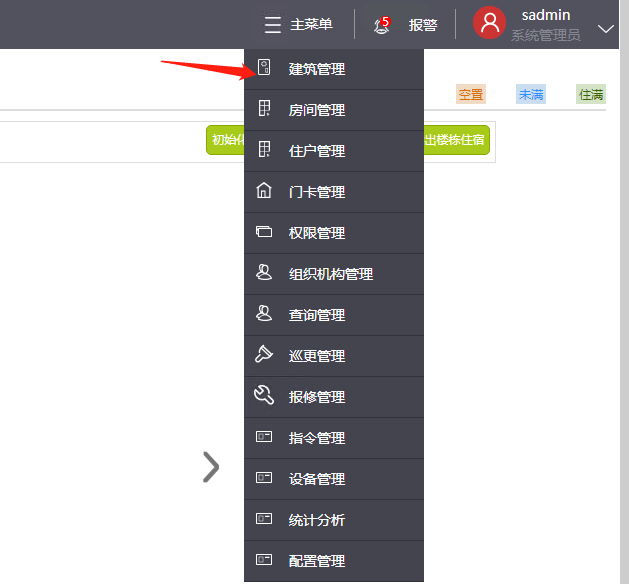 主菜单
5
报警
sadmin
系统管理员
建筑管理
空置
未满
住满
房间管理
初始化
出楼栋住宿
住户管理
门卡管理
权限管理
组织机构管理
查询管理
巡更管理
报修管理
指令管理
设备管理
统计分析
配置管理